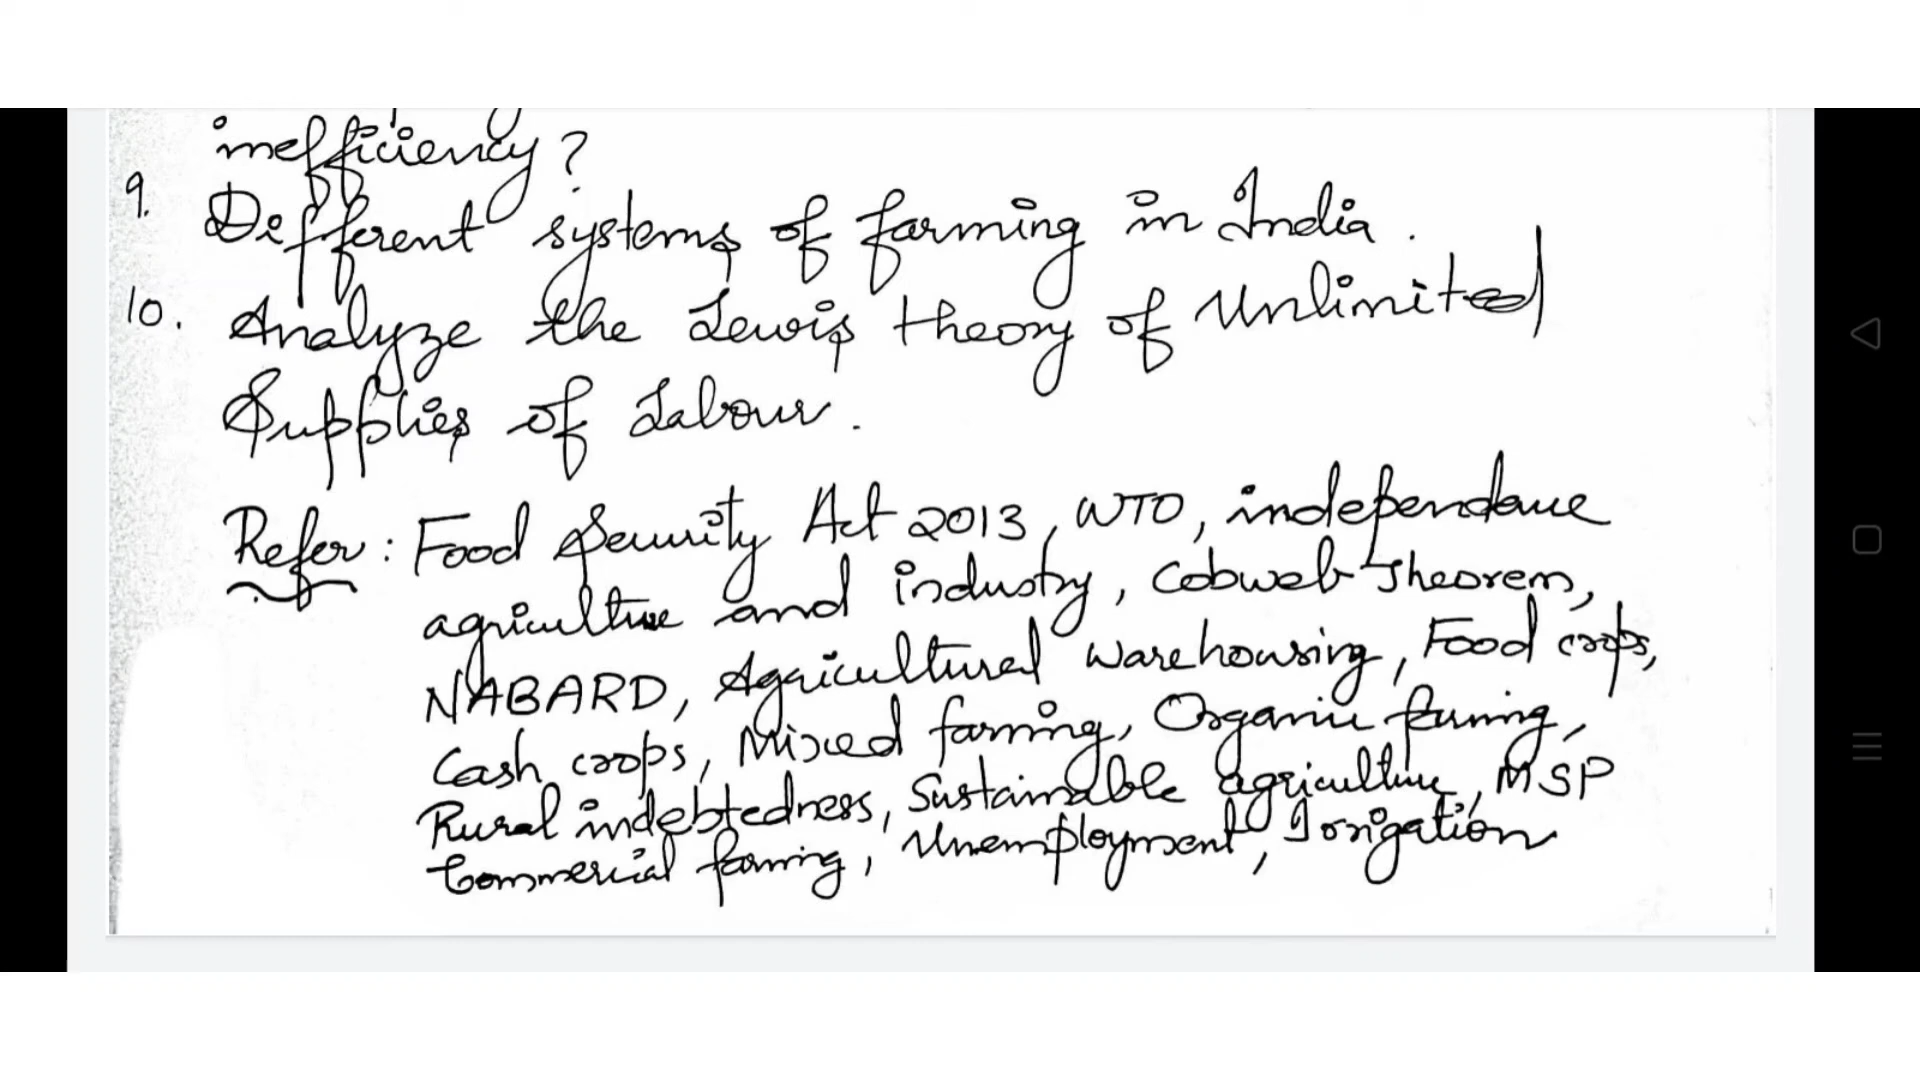 inefficiency?
9. Different systems of farming in India.
10. Analyze the Lewis theory of Unlimited
Supplies of Labour.
Refer: Food Security Act 2013, WTO, independance
agriculture and industry, Cobweb Theorem,
NABARD, Agricultural warehousing, Food crops,
Cash crops, Mixed farming, Organic farming,
Rural indebtedness, Sustainable agriculture, MSP
Commercial farming, Unemployment, Irrigation